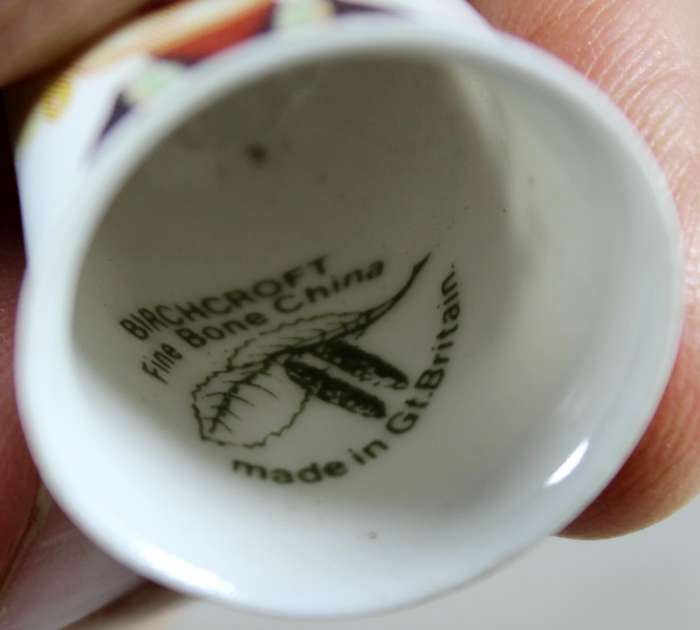 BIRCHCROFT
Fine Bone China
made in Gt.Britain.